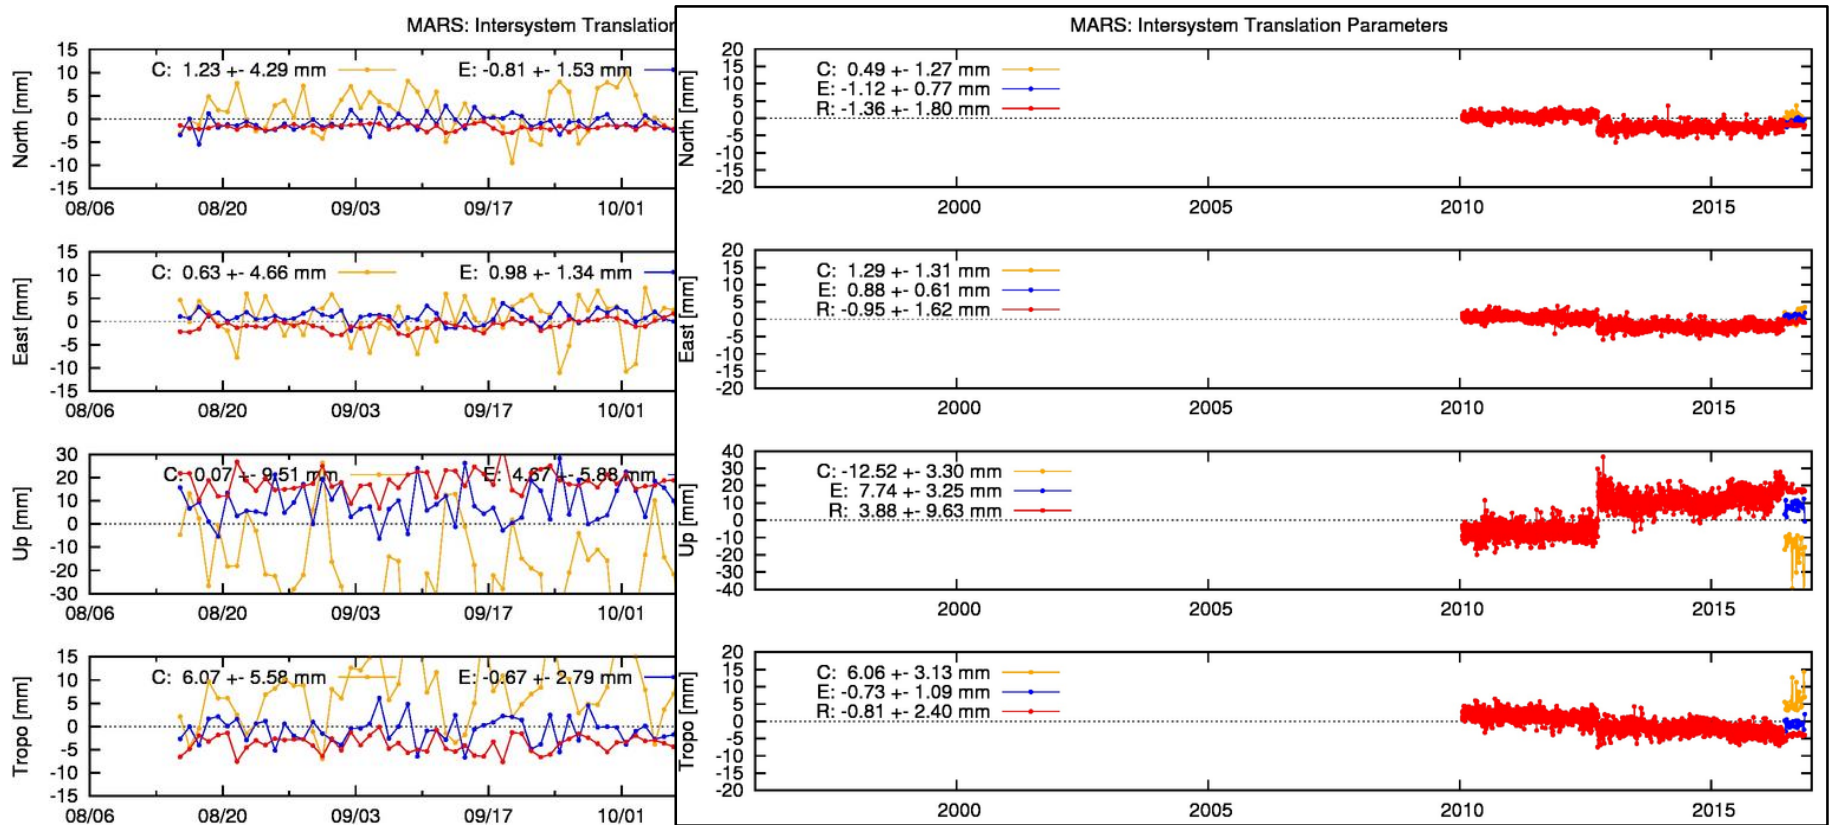 MARS: Intersystem Translation
15
10
5
0
-5
-10
-15
North [mm]
C: 1.23 +- 4.29 mm
E: -0.81 +- 1.53 mm
08/06 08/20 09/03 09/17 10/01
15
10
5
0
-5
-10
-15
East [mm]
C: 0.63 +- 4.66 mm
E: 0.98 +- 1.34 mm
08/06 08/20 09/03 09/17 10/01
30
20
10
0
-10
-20
-30
Up [mm]
C: 0.07 +- 9.51 mm
E: 4.67 +- 5.88 mm
08/06 08/20 09/03 09/17 10/01
15
10
5
0
-5
-10
-15
Tropo [mm]
C: 6.07 +- 5.58 mm
E: -0.67 +- 2.79 mm
08/06 08/20 09/03 09/17 10/01
MARS: Intersystem Translation Parameters
20
15
10
5
0
-5
-10
-15
-20
North [mm]
C: 0.49 +- 1.27 mm
E: -1.12 +- 0.77 mm
R: -1.36 +- 1.80 mm
2000 2005 2010 2015
20
15
10
5
0
-5
-10
-15
-20
East [mm]
C: 1.29 +- 1.31 mm
E: 0.88 +- 0.61 mm
R: -0.95 +- 1.62 mm
2000 2005 2010 2015
40
30
20
10
0
-10
-20
-30
-40
Up [mm]
C: -12.52 +- 3.30 mm
E: 7.74 +- 3.25 mm
R: 3.88 +- 9.63 mm
2000 2005 2010 2015
20
15
10
5
0
-5
-10
-15
-20
Tropo [mm]
C: 6.06 +- 3.13 mm
E: -0.73 +- 1.09 mm
R: -0.81 +- 2.40 mm
2000 2005 2010 2015